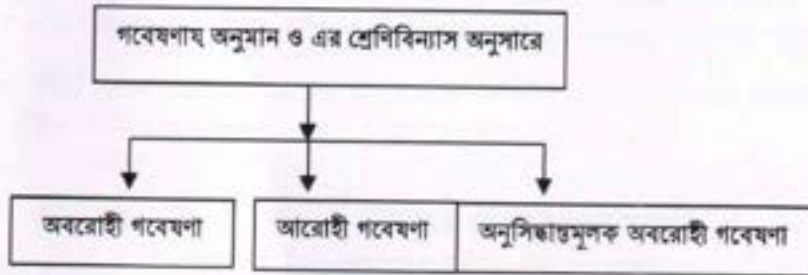 গবেষণায় অনুমান ও এর শ্রেণিবিন্যাস অনুসারে
অবরোহী গবেষণা
আরোহী গবেষণা
অনুসিদ্ধান্তমূলক অবরোহী গবেষণা